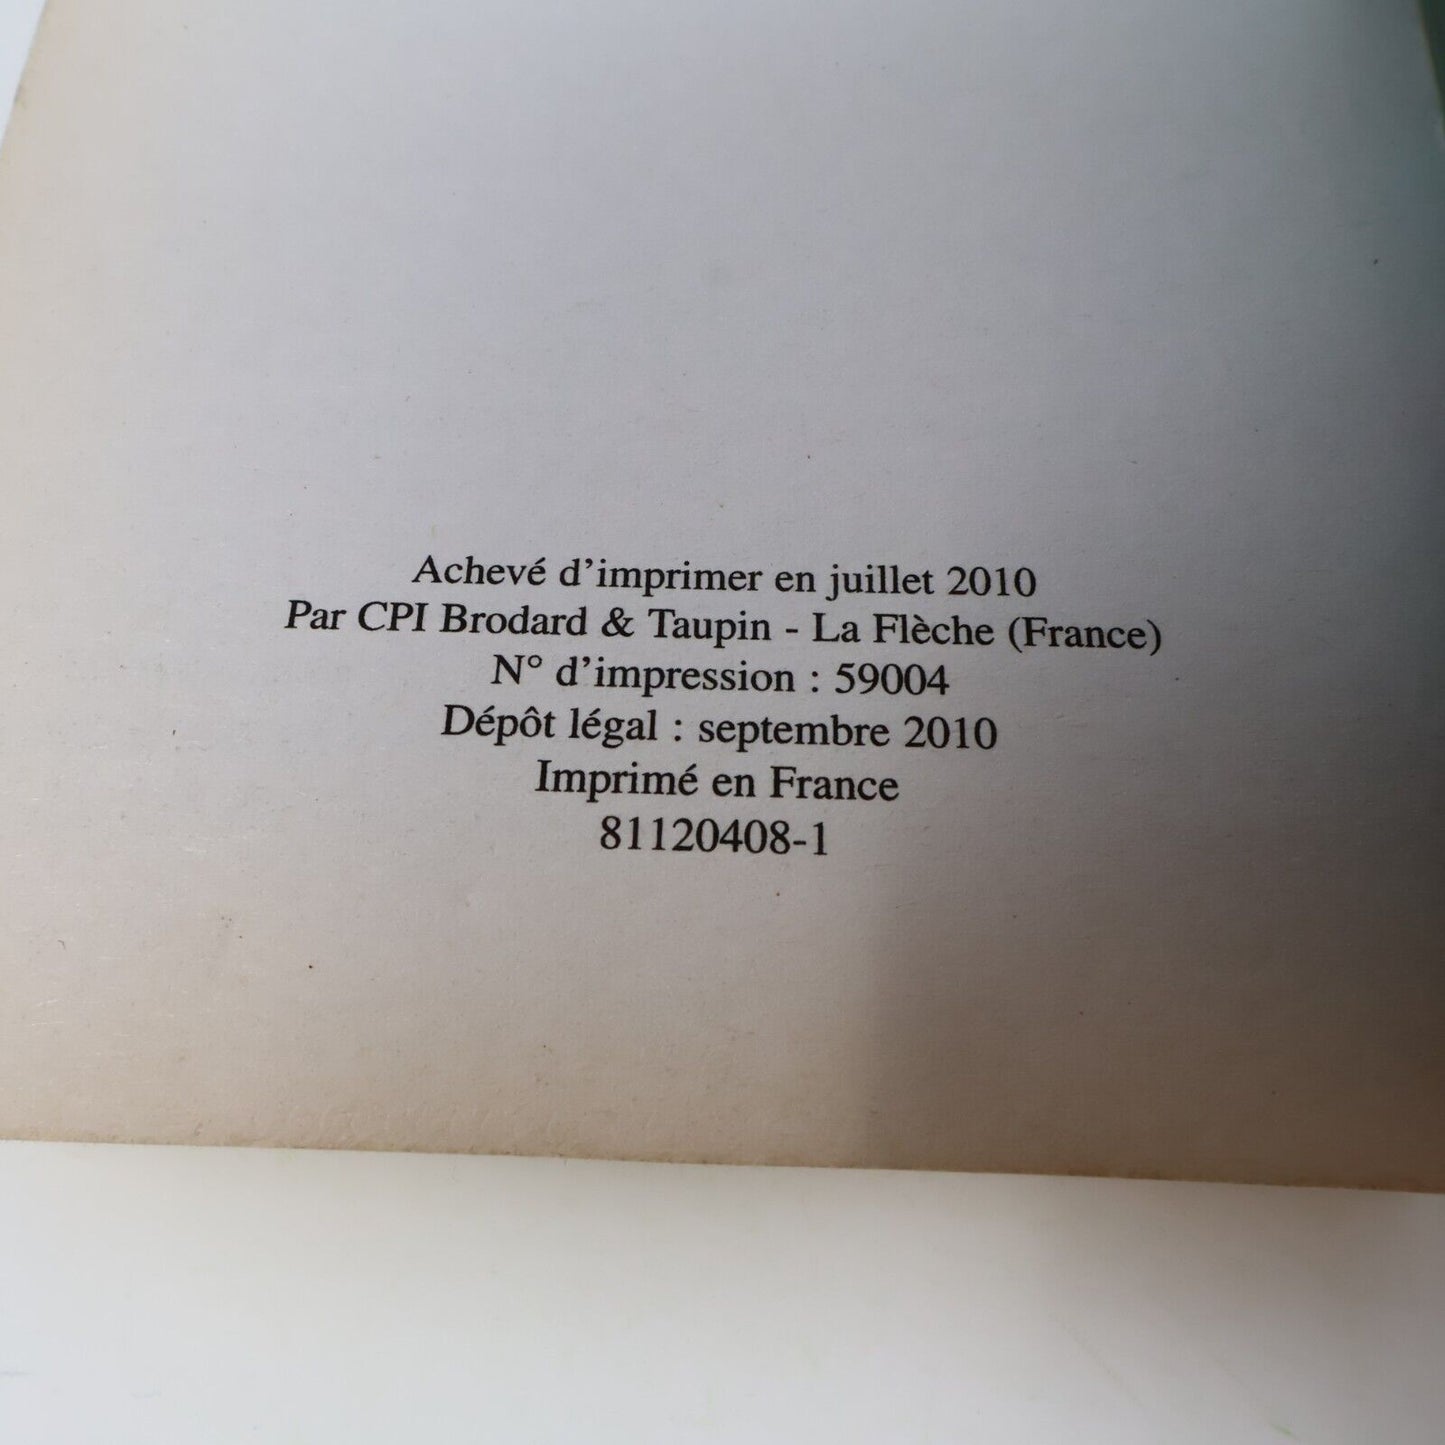 Achevé d’imprimer en juillet 2010
Par CPI Brodard & Taupin - La Flèche (France)
N° d’impression : 59004
Dépôt légal : septembre 2010
Imprimé en France
81120408-1